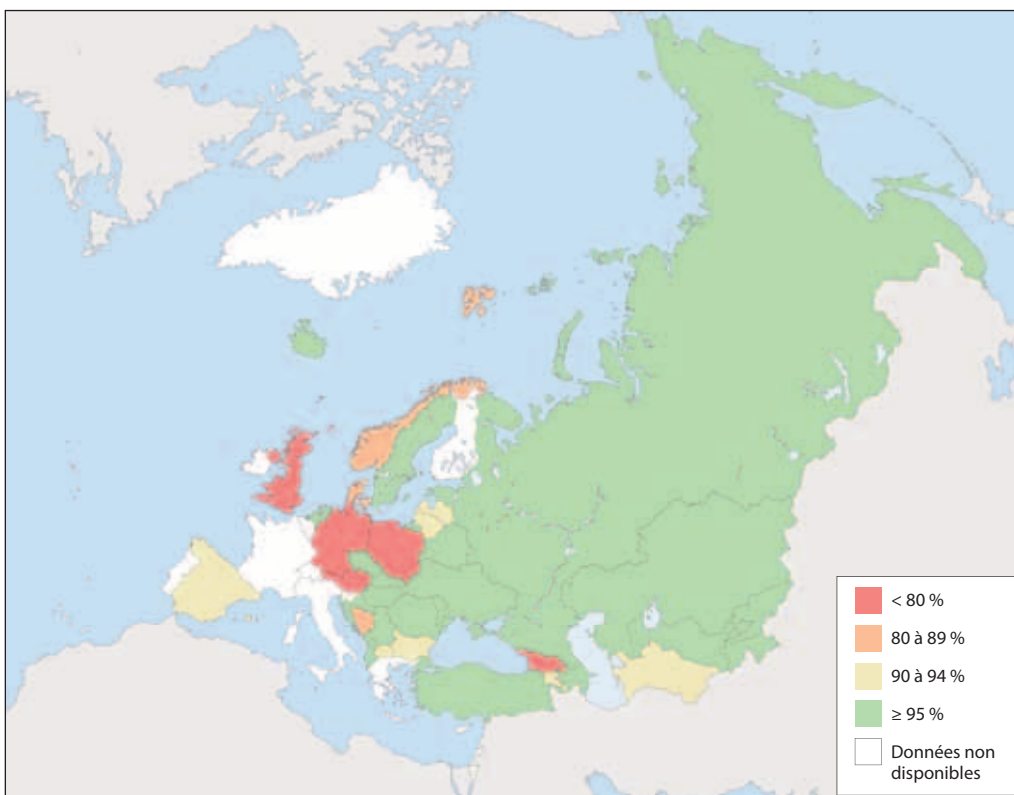 < 80 %
80 à 89 %
90 à 94 %
≥ 95 %
Données non
disponibles